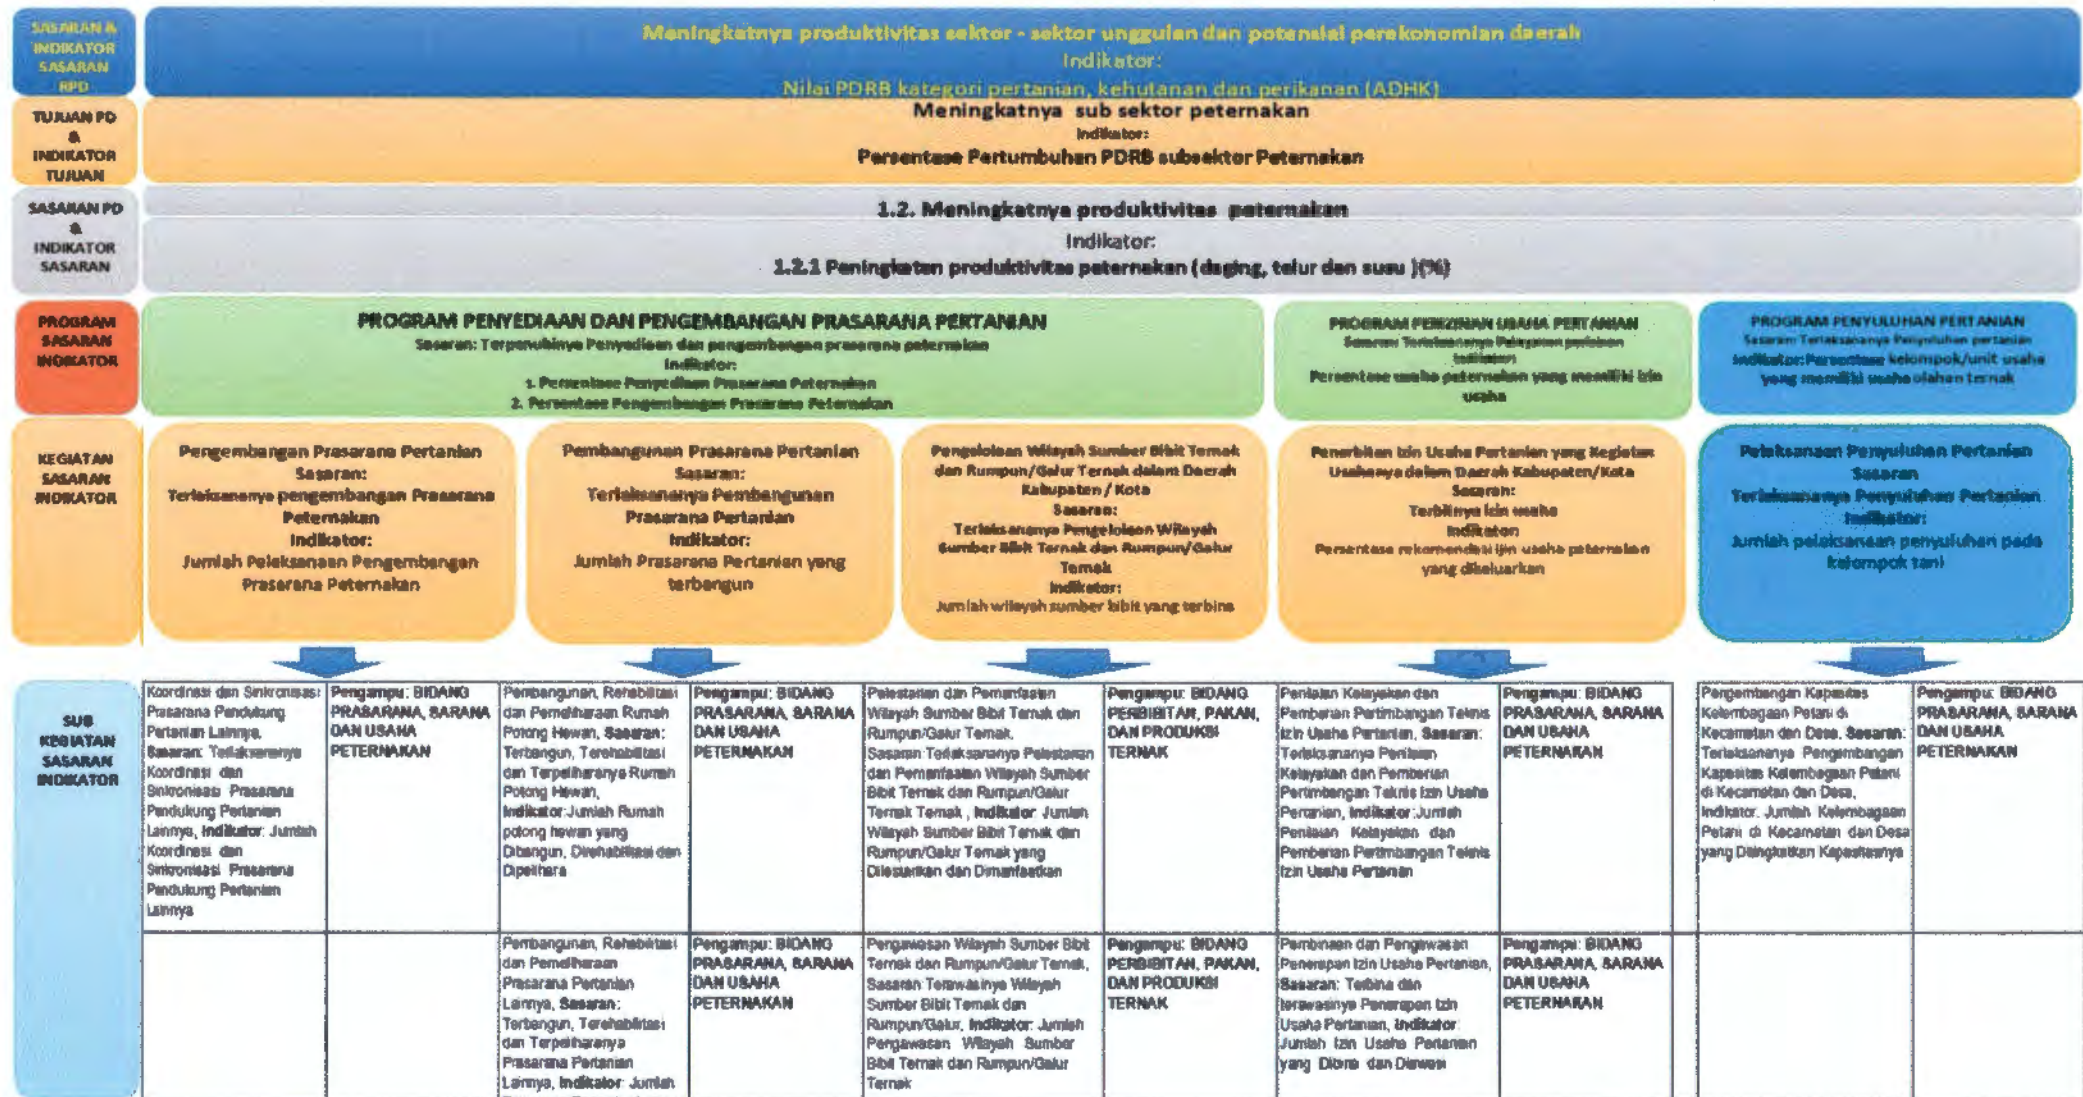 SASARAN &
INDIKATOR
SASARAN
RPD
Meningkatnya produktivitas sektor - sektor unggulan dan potensial perekonomian daerah
Indikator:
Nilai PDRB kategori pertanian, kehutanan dan perikanan (ADHK)
TUJUAN PD
&
INDIKATOR
TUJUAN
Meningkatnya sub sektor peternakan
Indikator:
Persentase Pertumbuhan PDRB subsektor Peternakan
SASARAN PD
&
INDIKATOR
SASARAN
1.2. Meningkatnya produktivitas peternakan
Indikator:
1.2.1 Peningkatan produktivitas peternakan (daging, telur dan susu )(%)
PROGRAM
SASARAN
INDIKATOR
PROGRAM PENYEDIAAN DAN PENGEMBANGAN PRASARANA PERTANIAN
Sasaran: Terpenuhinya Penyediaan dan pengembangan prasarana peternakan
Indikator:
1. Persentase Penyediaan Prasarana Peternakan
2. Persentase Pengembangan Prasarana Peternakan
PROGRAM PERIZINAN USAHA PERTANIAN
Sasaran: Terlaksananya Pelayanan perizinan
Indikator:
Persentase usaha peternakan yang memiliki izin
usaha
PROGRAM PENYULUHAN PERTANIAN
Sasaran: Terlaksananya Penyuluhan pertanian
Indikator: Persentase kelompok/unit usaha
yang memiliki usaha olahan ternak
KEGIATAN
SASARAN
INDIKATOR
Pengembangan Prasarana Pertanian
Sasaran:
Terlaksananya pengembangan Prasarana
Peternakan
Indikator:
Jumlah Pelaksanaan Pengembangan
Prasarana Peternakan
Pembangunan Prasarana Pertanian
Sasaran:
Terlaksananya Pembangunan
Prasarana Pertanian
Indikator:
Jumlah Prasarana Pertanian yang
terbangun
Pengelolaan Wilayah Sumber Bibit Ternak
dan Rumpun/Galur Ternak dalam Daerah
Kabupaten / Kota
Sasaran:
Terlaksananya Pengelolaan Wilayah
Sumber Bibit Ternak dan Rumpun/Galur
Ternak
Indikator:
Jumlah wilayah sumber bibit yang terbina
Penerbitan Izin Usaha Pertanian yang Kegiatan
Usahanya dalam Daerah Kabupaten/Kota
Sasaran:
Terbitnya izin usaha
Indikator:
Persentase rekomendasi ijin usaha peternakan
yang dikeluarkan
Pelaksanaan Penyuluhan Pertanian
Sasaran
Terlaksananya Penyuluhan Pertanian
Indikator:
Jumlah pelaksanaan penyuluhan pada
kelompok tani
SUB
KEGIATAN
SASARAN
INDIKATOR
Koordinasi dan Sinkronisasi
Prasarana Pendukung
Pertanian Lainnya,
Sasaran: Terlaksananya
Koordinasi dan
Sinkronisasi Prasarana
Pendukung Pertanian
Lainnya, Indikator: Jumlah
Koordinasi dan
Sinkronisasi Prasarana
Pendukung Pertanian
Lainnya
Pengampu: BIDANG
PRASARANA, SARANA
DAN USAHA
PETERNAKAN
Pembangunan, Rehabilitasi
dan Pemeliharaan Rumah
Potong Hewan, Sasaran:
Terbangun, Terehabilitasi
dan Terpeliharanya Rumah
Potong Hewan,
Indikator:Jumlah Rumah
potong hewan yang
Dibangun, Direhabilitasi dan
Dipelihara
Pengampu: BIDANG
PRASARANA, SARANA
DAN USAHA
PETERNAKAN
Pelestarian dan Pemanfaatan
Wilayah Sumber Bibit Ternak dan
Rumpun/Galur Ternak,
Sasaran Terlaksananya Pelestarian
dan Pemanfaatan Wilayah Sumber
Bibit Ternak dan Rumpun/Galur
Ternak Ternak , Indikator: Jumlah
Wilayah Sumber Bibit Ternak dan
Rumpun/Galur Ternak yang
Dilestarikan dan Dimanfaatkan
Pengampu: BIDANG
PERBIBITAN, PAKAN,
DAN PRODUKSI
TERNAK
Penilaian Kelayakan dan
Pemberian Pertimbangan Teknis
Izin Usaha Pertanian, Sasaran:
Terlaksananya Penilaian
Kelayakan dan Pemberian
Pertimbangan Teknis Izin Usaha
Pertanian, Indikator:Jumlah
Penilaian Kelayakan dan
Pemberian Pertimbangan Teknis
Izin Usaha Pertanian
Pengampu: BIDANG
PRASARANA, SARANA
DAN USAHA
PETERNAKAN
Pengembangan Kapasitas
Kelembagaan Petani di
Kecamatan dan Desa, Sasaran:
Terlaksananya Pengembangan
Kapasitas Kelembagaan Petani
di Kecamatan dan Desa,
Indikator: Jumlah Kelembagaan
Petani di Kecamatan dan Desa
yang Ditingkatkan Kapasitasnya
Pengampu: BIDANG
PRASARANA, SARANA
DAN USAHA
PETERNAKAN
Pembangunan, Rehabilitasi
dan Pemeliharaan
Prasarana Pertanian
Lainnya, Sasaran:
Terbangun, Terehabilitasi
dan Terpeliharanya
Prasarana Pertanian
Lainnya, Indikator: Jumlah
Pengampu: BIDANG
PRASARANA, SARANA
DAN USAHA
PETERNAKAN
Pengawasan Wilayah Sumber Bibit
Ternak dan Rumpun/Galur Ternak,
Sasaran Terawasinya Wilayah
Sumber Bibit Ternak dan
Rumpun/Galur, Indikator: Jumlah
Pengawasan Wilayah Sumber
Bibit Ternak dan Rumpun/Galur
Ternak
Pengampu: BIDANG
PERBIBITAN, PAKAN,
DAN PRODUKSI
TERNAK
Pembinaan dan Pengawasan
Penerapan Izin Usaha Pertanian,
Sasaran: Terbina dan
terawasinya Penerapan Izin
Usaha Pertanian, Indikator:
Jumlah Izin Usaha Pertanian
yang Dibina dan Diawasi
Pengampu: BIDANG
PRASARANA, SARANA
DAN USAHA
PETERNAKAN